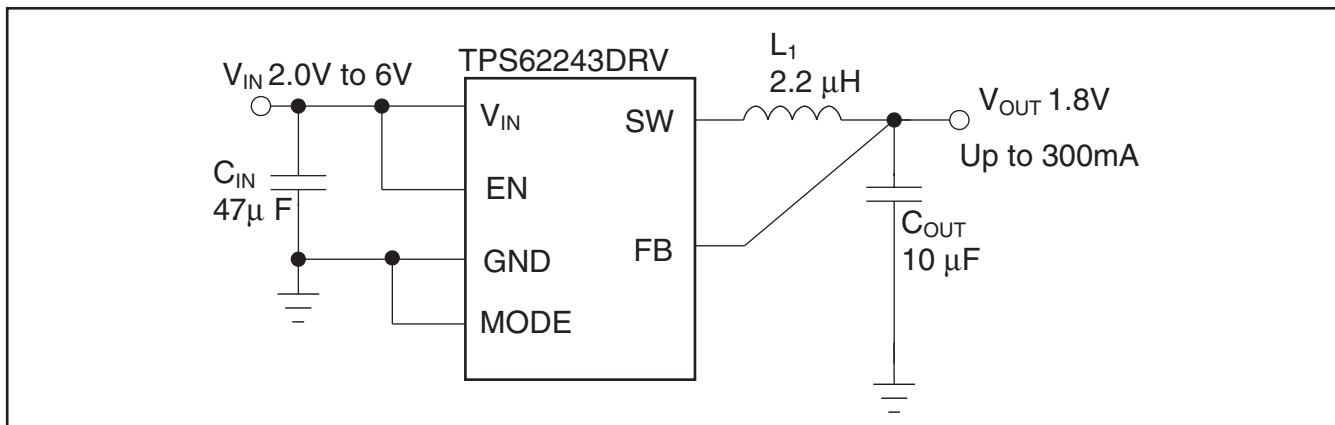 TPS62243DRV
V_IN 2.0V to 6V
L_1
2.2 μH
V_IN
SW
V_OUT 1.8V
Up to 300mA
C_IN
47μ F
EN
C_OUT
10 μF
GND
FB
MODE